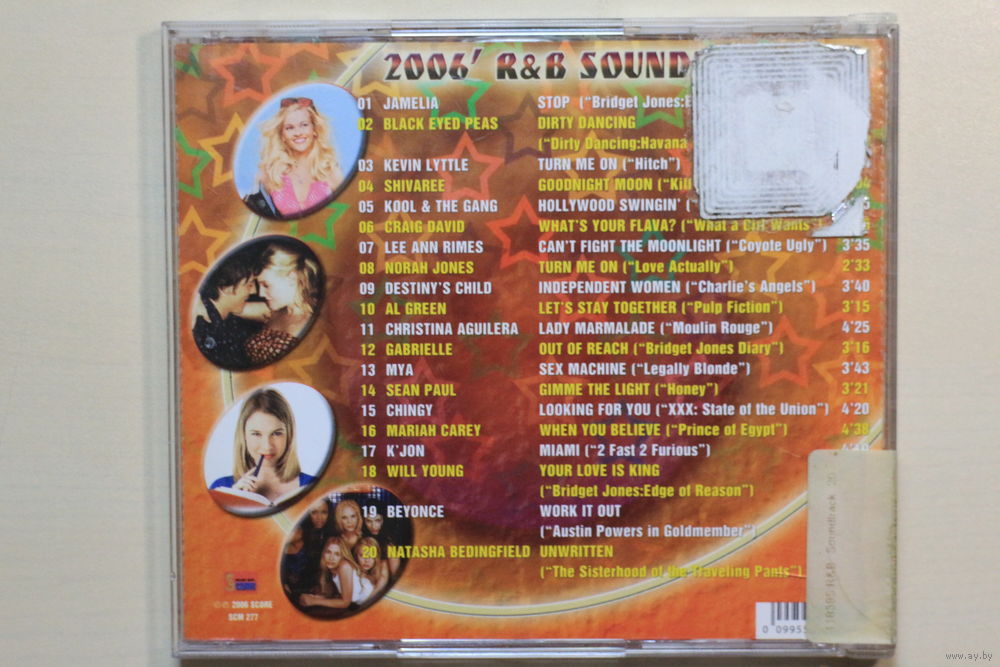 2006' R&B SOUND
01 JAMELIA STOP ("Bridget Jones:E
02 BLACK EYED PEAS DIRTY DANCING
("Dirty Dancing:Havana
03 KEVIN LYTTLE TURN ME ON ("Hitch")
04 SHIVAREE GOODNIGHT MOON ("Kill
05 KOOL & THE GANG HOLLYWOOD SWINGIN' ("
06 CRAIG DAVID WHAT'S YOUR FLAVA? ("What a Girl Wants")
07 LEE ANN RIMES CAN'T FIGHT THE MOONLIGHT ("Coyote Ugly") 3'35
08 NORAH JONES TURN ME ON ("Love Actually") 2'33
09 DESTINY'S CHILD INDEPENDENT WOMEN ("Charlie's Angels") 3'40
10 AL GREEN LET'S STAY TOGETHER ("Pulp Fiction") 3'15
11 CHRISTINA AGUILERA LADY MARMALADE ("Moulin Rouge") 4'25
12 GABRIELLE OUT OF REACH ("Bridget Jones Diary") 3'16
13 MYA SEX MACHINE ("Legally Blonde") 3'43
14 SEAN PAUL GIMME THE LIGHT ("Honey") 3'21
15 CHINGY LOOKING FOR YOU ("XXX: State of the Union") 4'20
16 MARIAH CAREY WHEN YOU BELIEVE ("Prince of Egypt") 4'38
17 K'JON MIAMI ("2 Fast 2 Furious")
18 WILL YOUNG YOUR LOVE IS KING
("Bridget Jones:Edge of Reason")
19 BEYONCE WORK IT OUT
("Austin Powers in Goldmember")
20 NATASHA BEDINGFIELD UNWRITTEN
("The Sisterhood of the Traveling Pants")
© ℗ 2006 SCORE
SCM 277
0 0995
R&B Soundtrack
www.ay.by